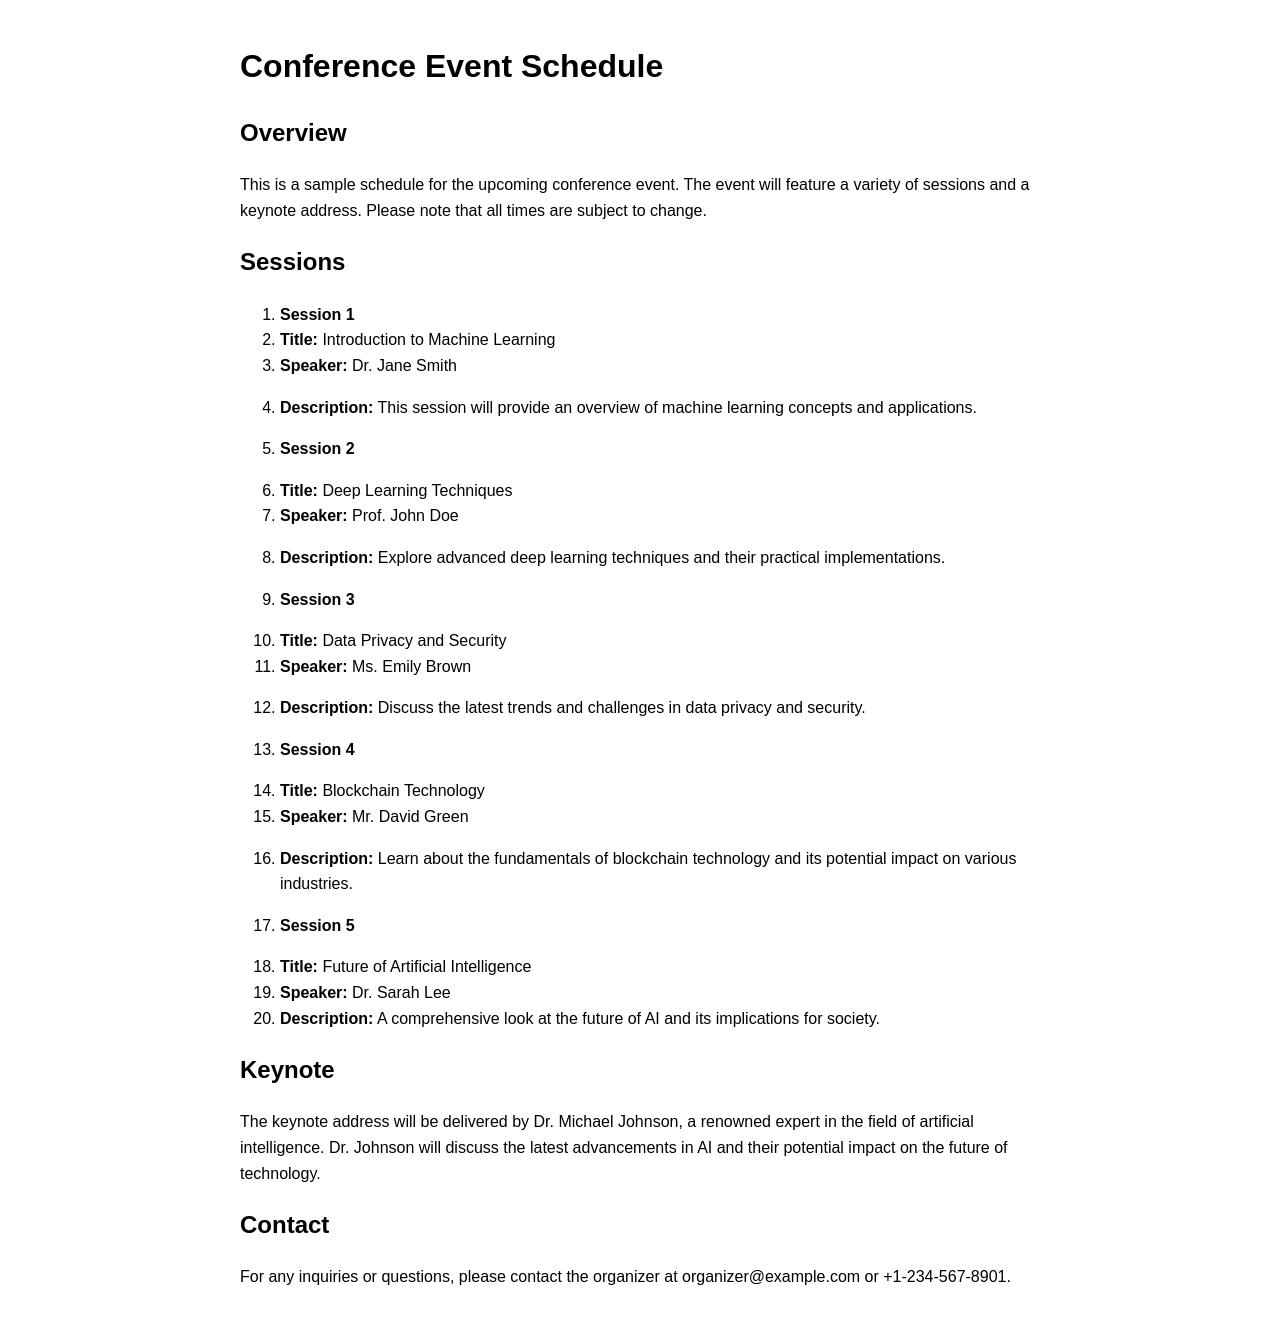 Conference Event Schedule
Overview
This is a sample schedule for the upcoming conference event. The event will feature a variety of sessions and a
keynote address. Please note that all times are subject to change.
Sessions
1. Session 1
2. Title: Introduction to Machine Learning
3. Speaker: Dr. Jane Smith
4. Description: This session will provide an overview of machine learning concepts and applications.
5. Session 2
6. Title: Deep Learning Techniques
7. Speaker: Prof. John Doe
8. Description: Explore advanced deep learning techniques and their practical implementations.
9. Session 3
10. Title: Data Privacy and Security
11. Speaker: Ms. Emily Brown
12. Description: Discuss the latest trends and challenges in data privacy and security.
13. Session 4
14. Title: Blockchain Technology
15. Speaker: Mr. David Green
16. Description: Learn about the fundamentals of blockchain technology and its potential impact on various
industries.
17. Session 5
18. Title: Future of Artificial Intelligence
19. Speaker: Dr. Sarah Lee
20. Description: A comprehensive look at the future of AI and its implications for society.
Keynote
The keynote address will be delivered by Dr. Michael Johnson, a renowned expert in the field of artificial
intelligence. Dr. Johnson will discuss the latest advancements in AI and their potential impact on the future of
technology.
Contact
For any inquiries or questions, please contact the organizer at organizer@example.com or +1-234-567-8901.